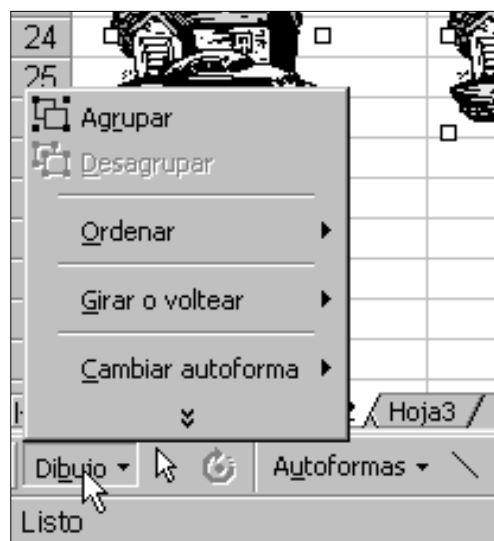 24
25
Agrupar
Desagrupar
Ordenar
Girar o voltear
Cambiar autoforma
Hoja3
Dibujo Autoformas
Listo